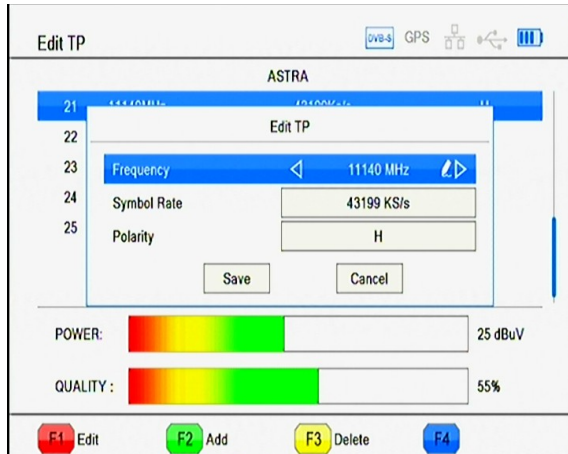 Edit TP
DVB-S GPS
ASTRA
21
Edit TP
22
23 Frequency 11140 MHz
24 Symbol Rate 43199 KS/s
25 Polarity H
Save Cancel
POWER: 25 dBuV
QUALITY : 55%
F1 Edit F2 Add F3 Delete F4